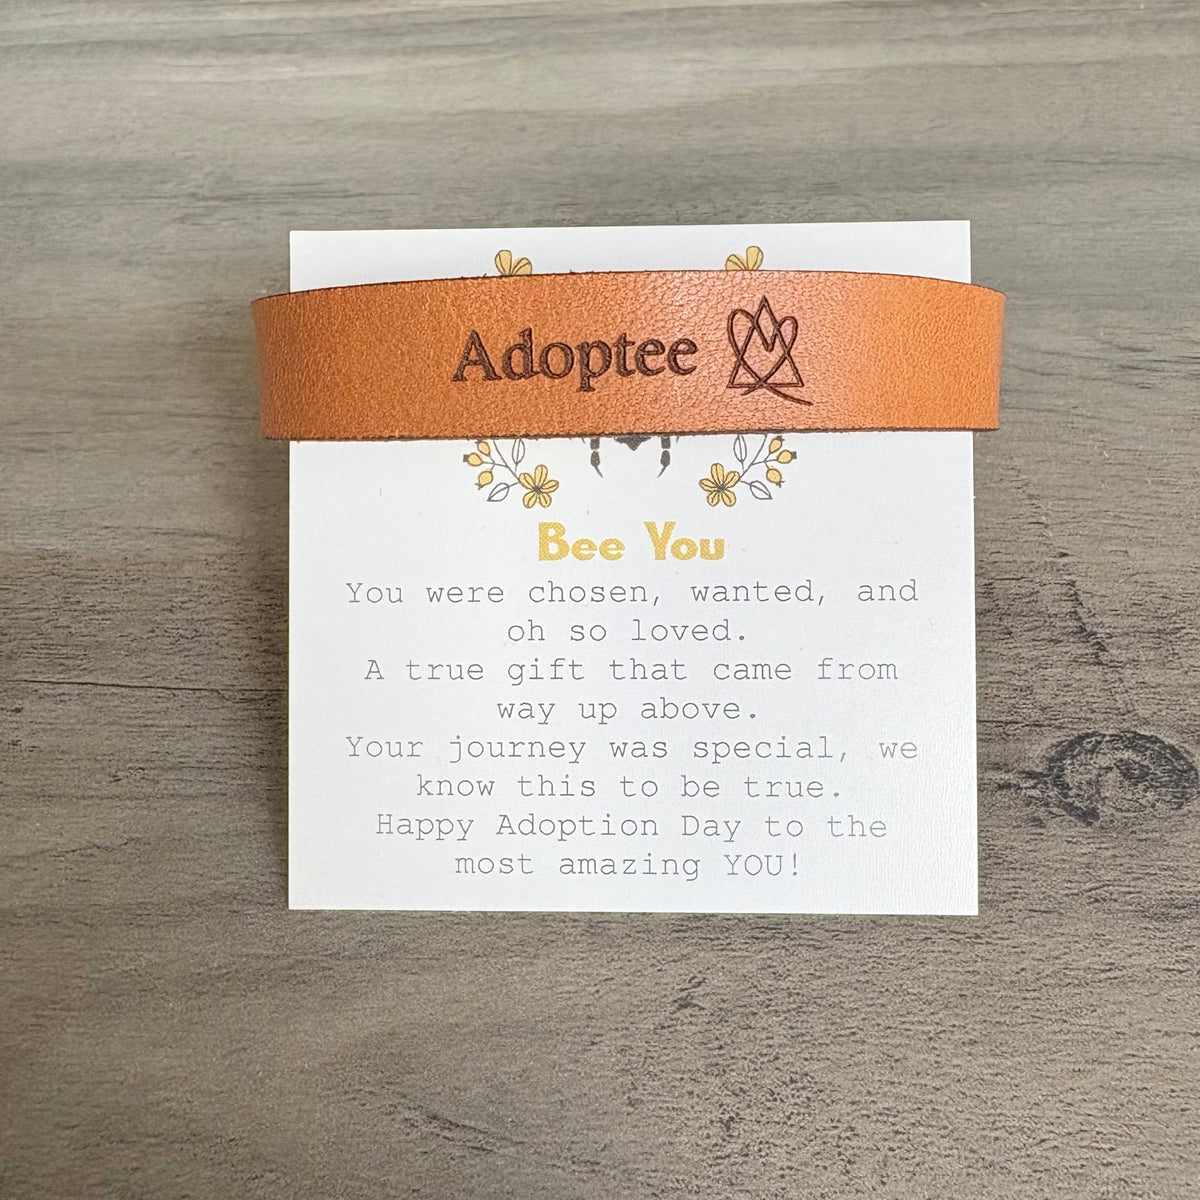 Adoptee
Bee You
You were chosen, wanted, and
oh so loved.
A true gift that came from
way up above.
Your journey was special, we
know this to be true.
Happy Adoption Day to the
most amazing YOU!